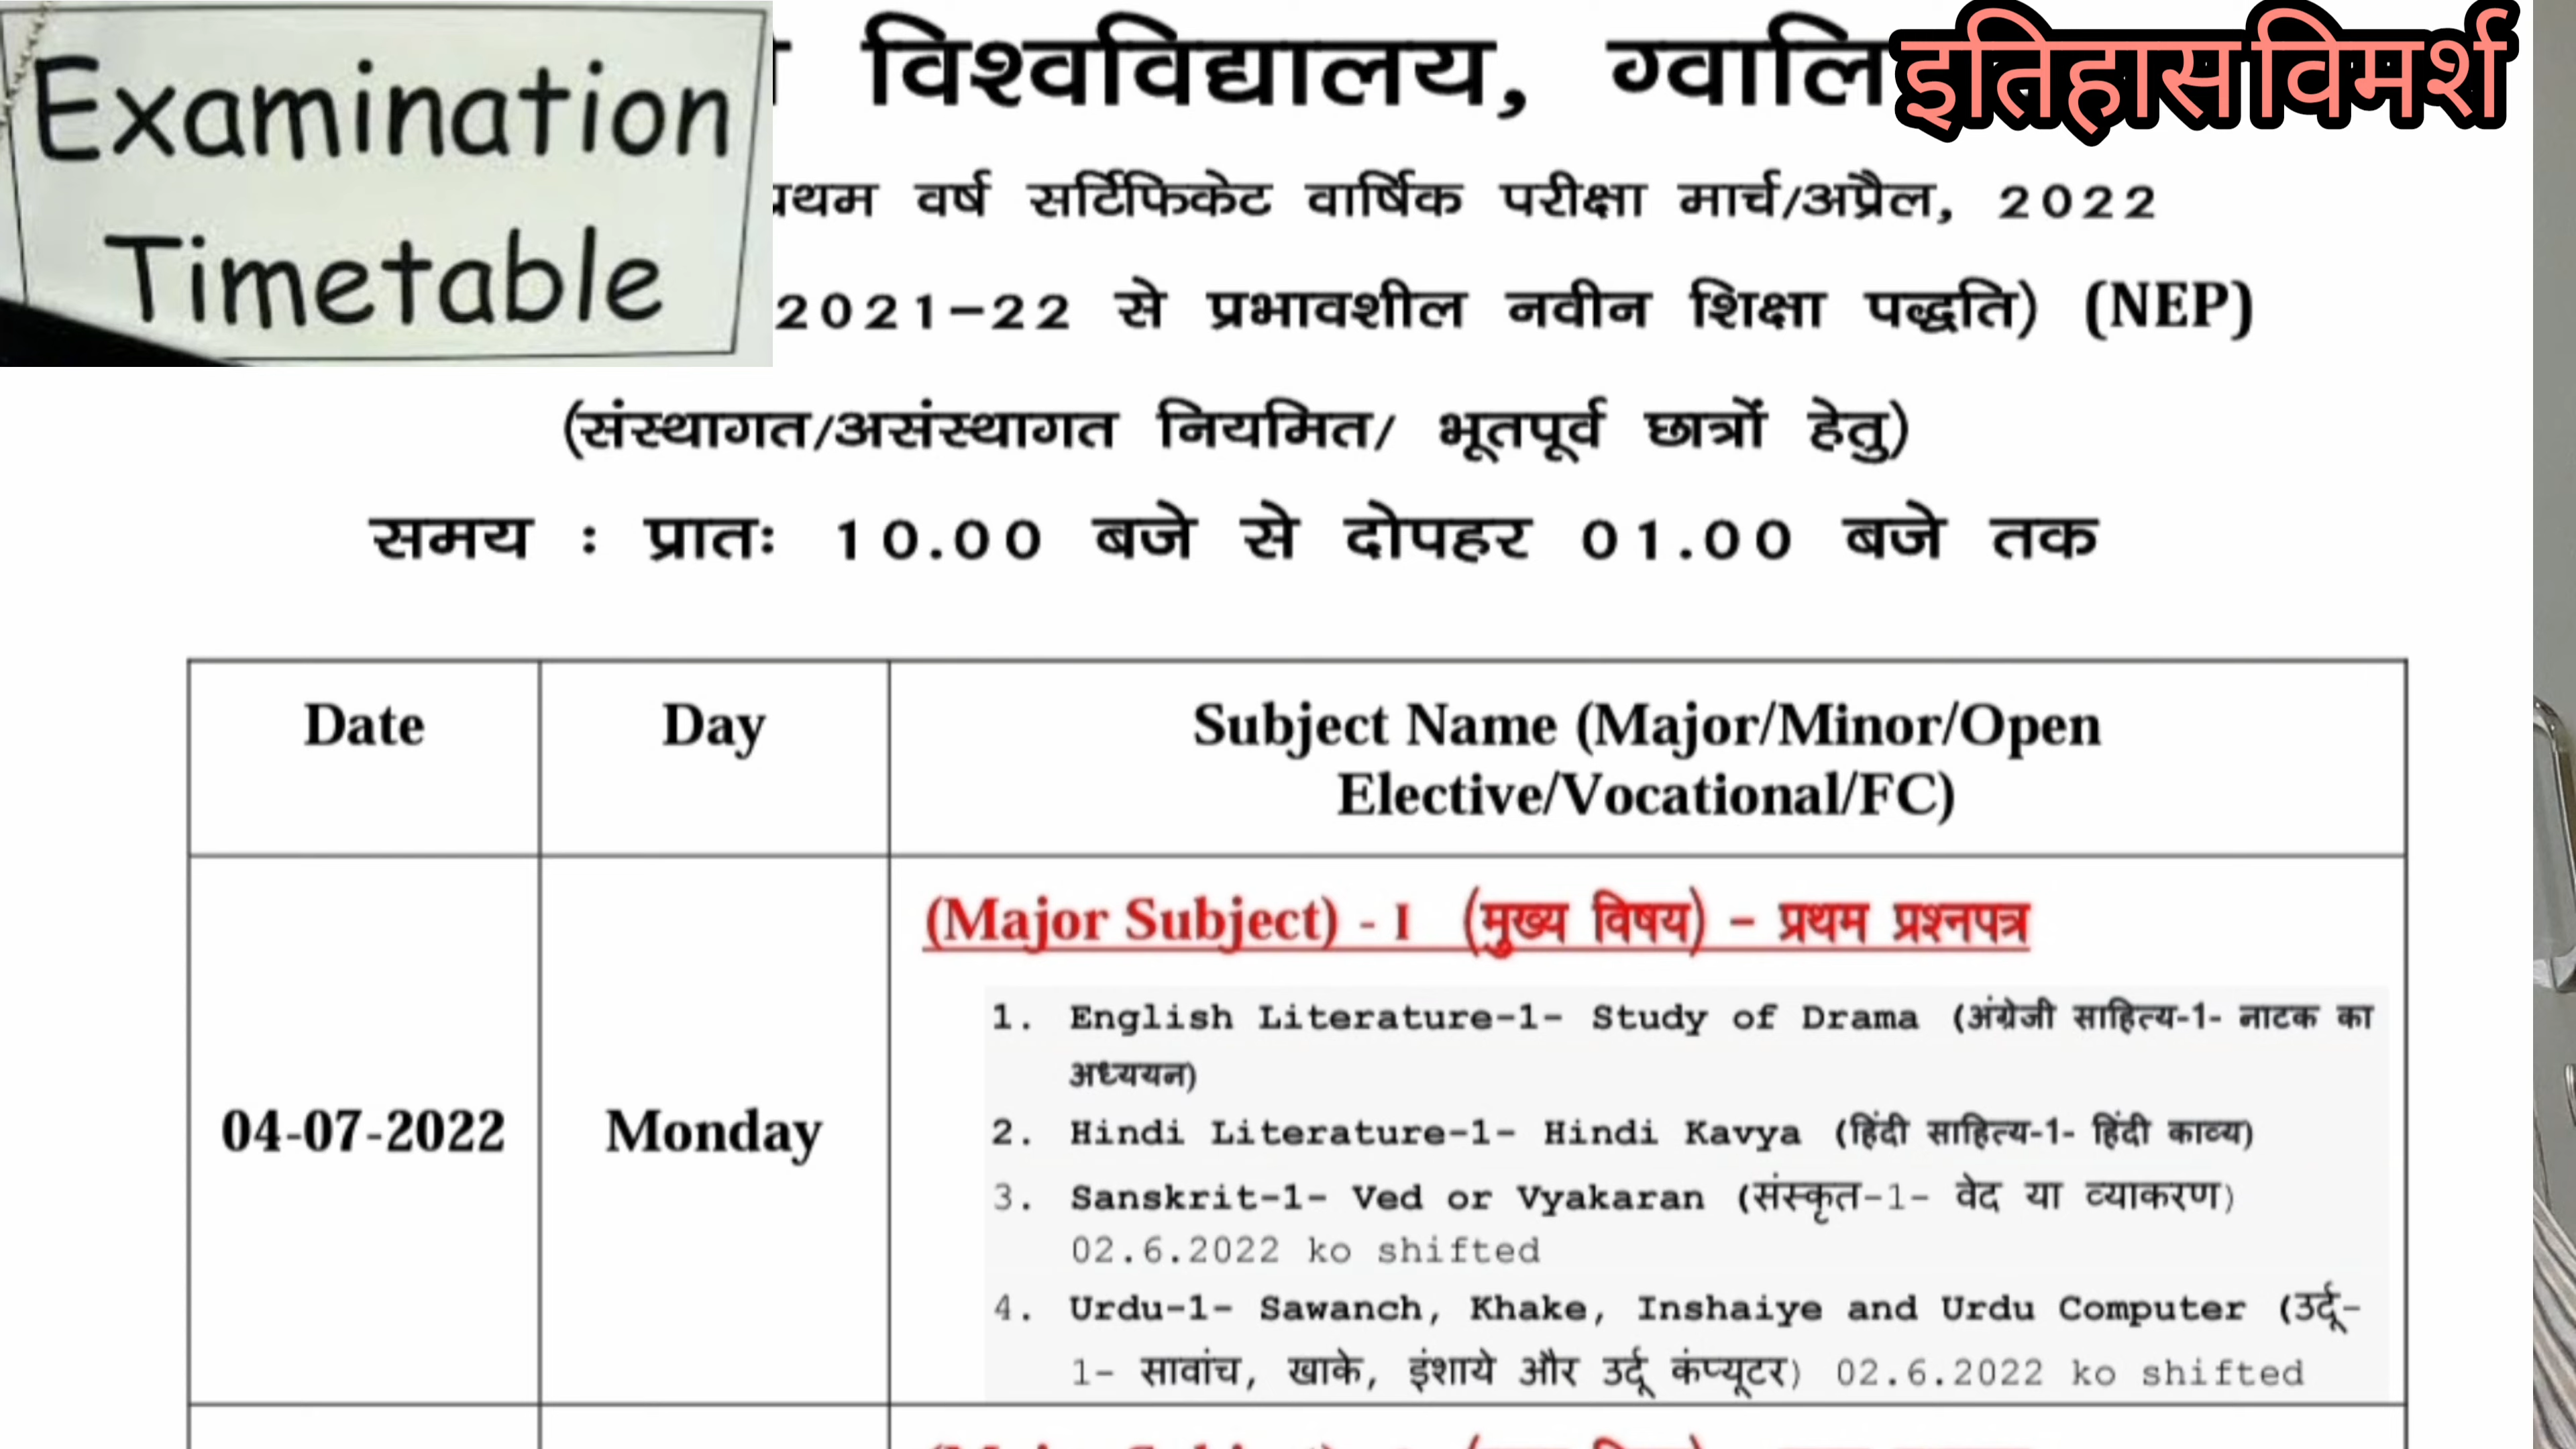 Examination
Timetable
विश्वविद्यालय,
इतिहास विमर्श
वर्ष सर्टिफिकेट वार्षिक परीक्षा मार्च/अप्रैल, 2022
2021-22 से प्रभावशील नवीन शिक्षा पद्धति) (NEP)
(संस्थागत/असंस्थागत नियमित/ भूतपूर्व छात्रों हेतु)
समय : प्रातः 10.00 बजे से दोपहर 01.00 बजे तक
Date Day Subject Name (Major/Minor/Open
Elective/Vocational/FC)
(Major Subject) - I (मुख्य विषय) - प्रथम प्रश्नपत्र
04-07-2022 Monday
1. English Literature-1- Study of Drama (अंग्रेजी साहित्य-1- नाटक का
अध्ययन)
2. Hindi Literature-1- Hindi Kavya (हिंदी साहित्य-1- हिंदी काव्य)
3. Sanskrit-1- Ved or Vyakaran (संस्कृत-1- वेद या व्याकरण)
02.6.2022 ko shifted
4. Urdu-1- Sawanch, Khake, Inshaiye and Urdu Computer (उर्दू-
1- सावांच, खाके, इंशाये और उर्दू कंप्यूटर) 02.6.2022 ko shifted